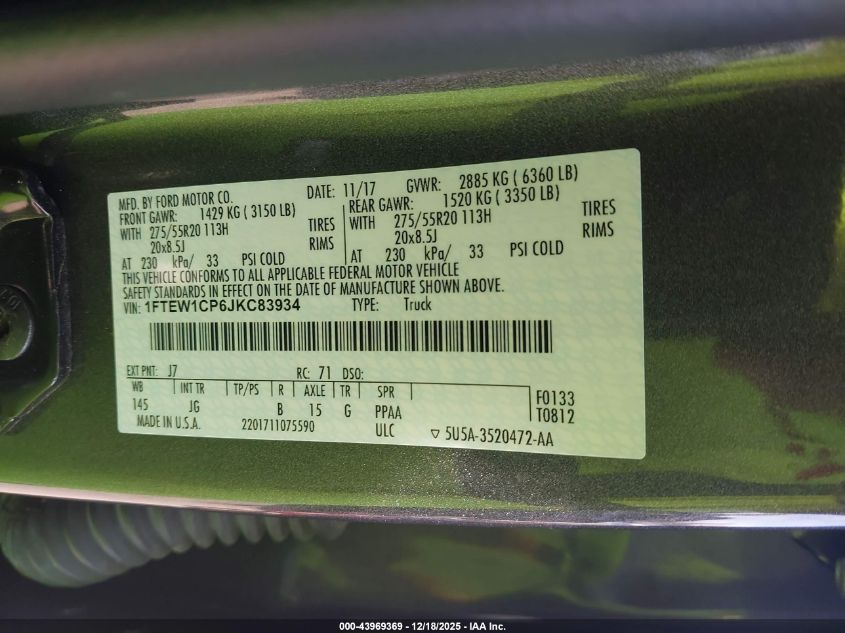 MFD. BY FORD MOTOR CO. DATE: 11/17 GVWR: 2885 KG ( 6360 LB)
FRONT GAWR: 1429 KG ( 3150 LB) REAR GAWR: 1520 KG ( 3350 LB)
WITH 275/55R20 113H TIRES WITH 275/55R20 113H TIRES
20x8.5J RIMS 20x8.5J RIMS
AT 230 kPa/ 33 PSI COLD AT 230 kPa/ 33 PSI COLD
THIS VEHICLE CONFORMS TO ALL APPLICABLE FEDERAL MOTOR VEHICLE
SAFETY STANDARDS IN EFFECT ON THE DATE OF MANUFACTURE SHOWN ABOVE.
VIN: 1FTEW1CP6JKC83934 TYPE: Truck
EXT PNT: J7 RC: 71 DSO:
WB INT TR TP/PS R AXLE TR SPR F0133
145 JG B 15 G PPAA T0812
MADE IN U.S.A. 2201711075590 ULC 5U5A-3520472-AA
000-43969369 - 12/18/2025 - IAA Inc.